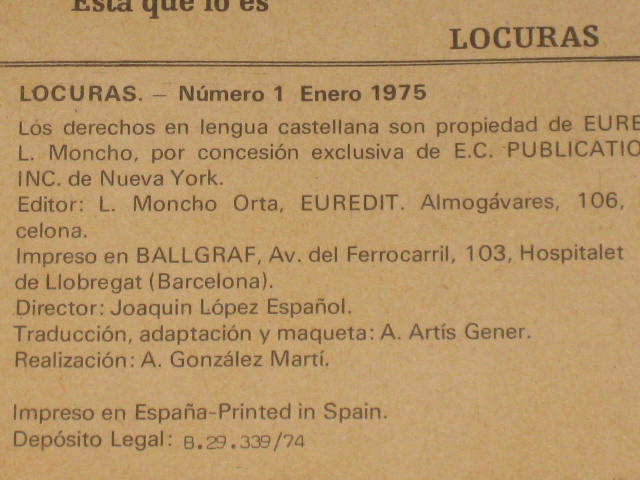 Esta que lo es
LOCURAS
LOCURAS. — Número 1 Enero 1975
Los derechos en lengua castellana son propiedad de EURE
L. Moncho, por concesión exclusiva de E.C. PUBLICATIO
INC. de Nueva York.
Editor: L. Moncho Orta, EUREDIT. Almogávares, 106,
celona.
Impreso en BALLGRAF, Av. del Ferrocarril, 103, Hospitalet
de Llobregat (Barcelona).
Director: Joaquin López Español.
Traducción, adaptación y maqueta: A. Artís Gener.
Realización: A. González Martí.
Impreso en España-Printed in Spain.
Depósito Legal: B.29.339/74